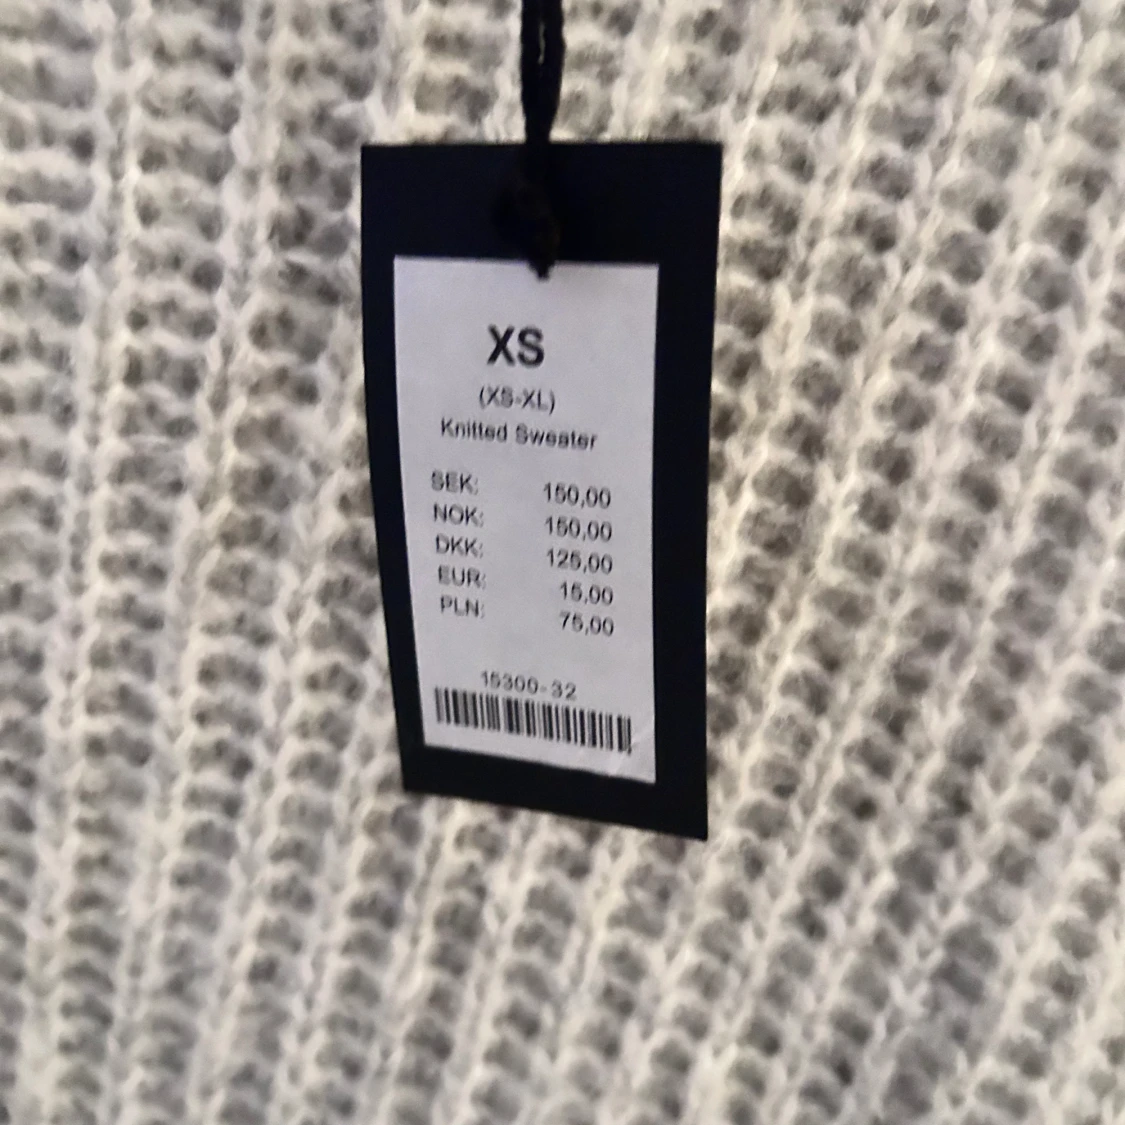 XS
(XS-XL)
Knitted Sweater
SEK: 150,00
NOK: 150,00
DKK: 125,00
EUR: 15,00
PLN: 75,00
15300-32